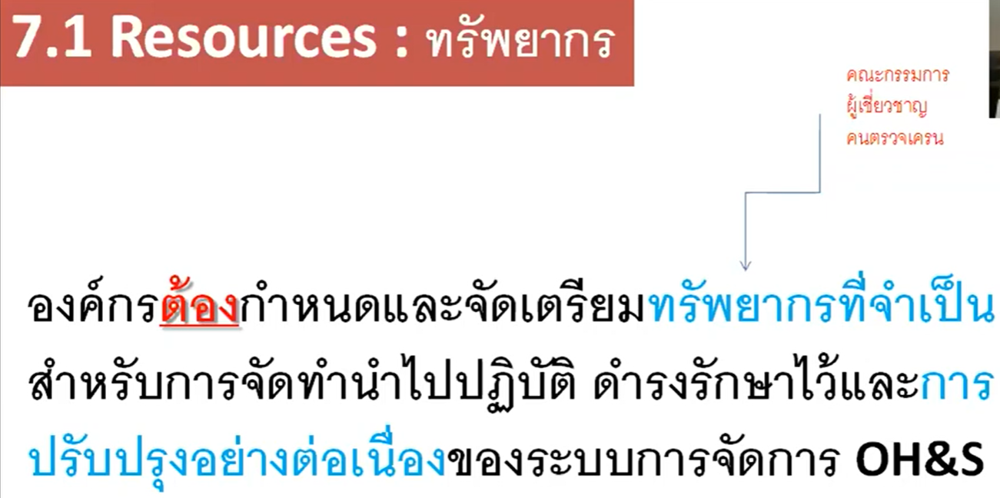 7.1 Resources : ทรัพยากร
คณะกรรมการ
ผู้เชี่ยวชาญ
คนตรวจเครน
องค์กรต้องกำหนดและจัดเตรียมทรัพยากรที่จำเป็น
สำหรับการจัดทำนำไปปฏิบัติ ดำรงรักษาไว้และการ
ปรับปรุงอย่างต่อเนื่องของระบบการจัดการ OH&S